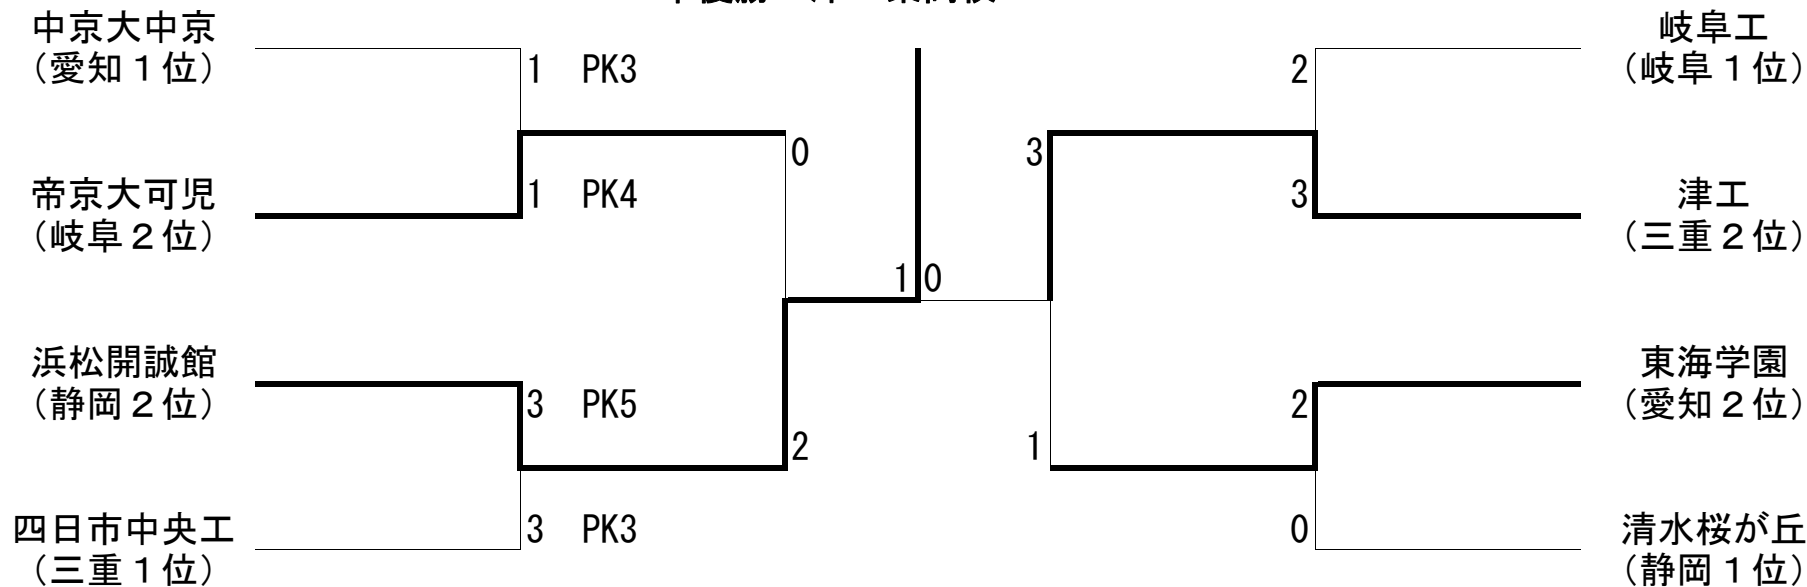 中京大中京
(愛知１位)
1 PK3
帝京大可児
(岐阜２位)
1 PK4
0
浜松開誠館
(静岡２位)
3 PK5
2
四日市中央工
(三重１位)
3 PK3
1 0
岐阜工
(岐阜１位)
2
3
津工
(三重２位)
3
東海学園
(愛知２位)
2
1
清水桜が丘
(静岡１位)
0